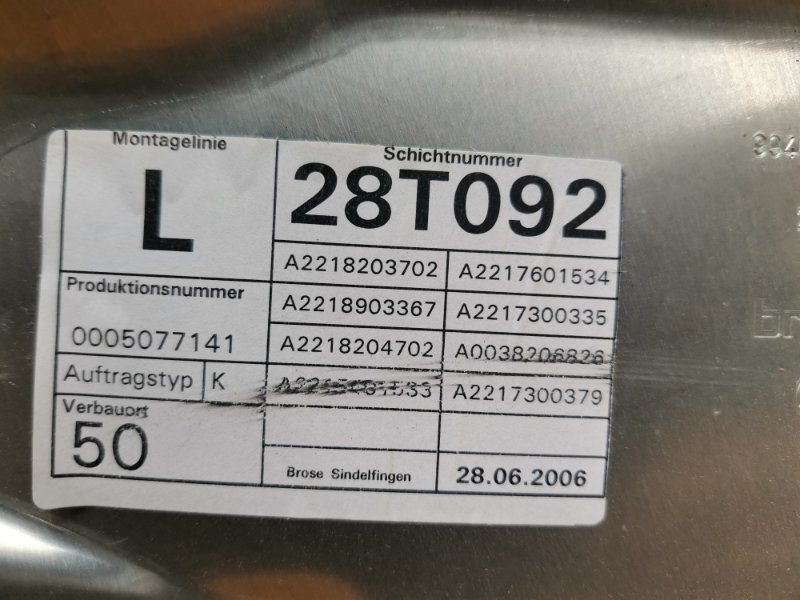 Montagelinie
L
Schichtnummer
28T092
A2218203702 A2217601534
Produktionsnummer
A2218903367 A2217300335
0005077141
A2218204702 A0038206826
Auftragstyp K
A2217300379
Verbauort
50
Brose Sindelfingen
28.06.2006